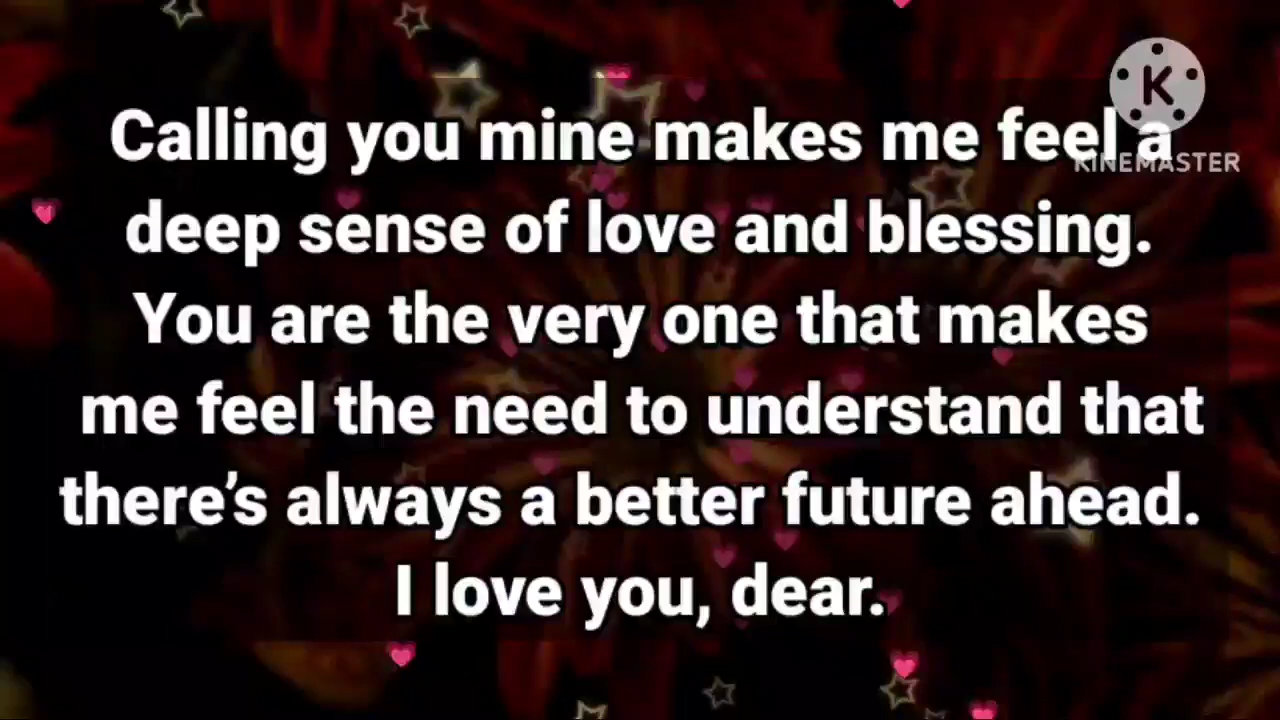 Calling you mine makes me feel a
deep sense of love and blessing.
You are the very one that makes
me feel the need to understand that
there’s always a better future ahead.
I love you, dear.
K
KINEMASTER